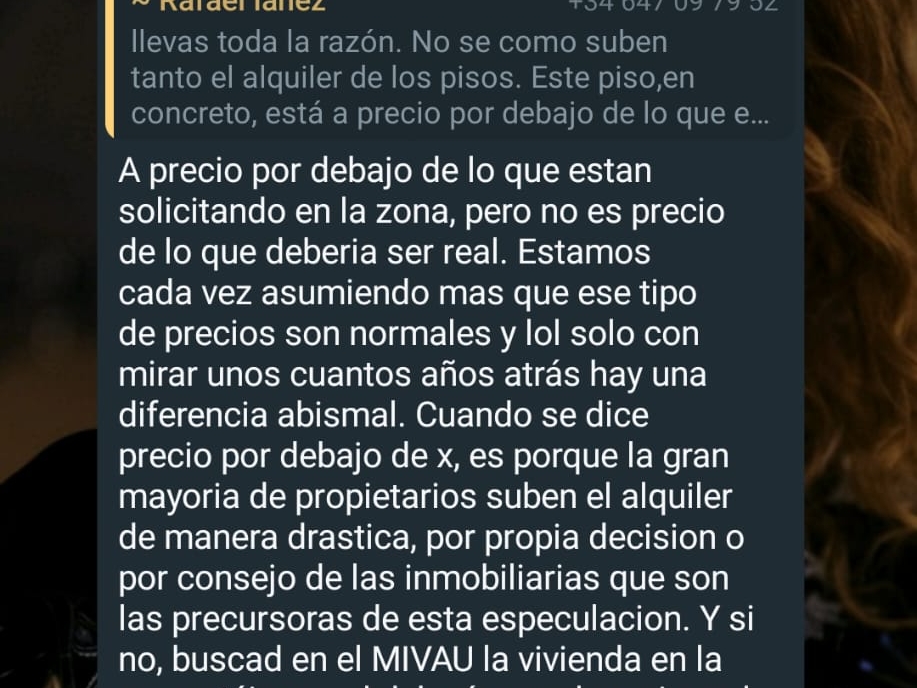 ~ Rafael Iañez +34 647 09 79 52
llevas toda la razón. No se como suben
tanto el alquiler de los pisos. Este piso,en
concreto, está a precio por debajo de lo que e...
A precio por debajo de lo que estan
solicitando en la zona, pero no es precio
de lo que deberia ser real. Estamos
cada vez asumiendo mas que ese tipo
de precios son normales y lol solo con
mirar unos cuantos años atrás hay una
diferencia abismal. Cuando se dice
precio por debajo de x, es porque la gran
mayoria de propietarios suben el alquiler
de manera drastica, por propia decision o
por consejo de las inmobiliarias que son
las precursoras de esta especulacion. Y si
no, buscad en el MIVAU la vivienda en la